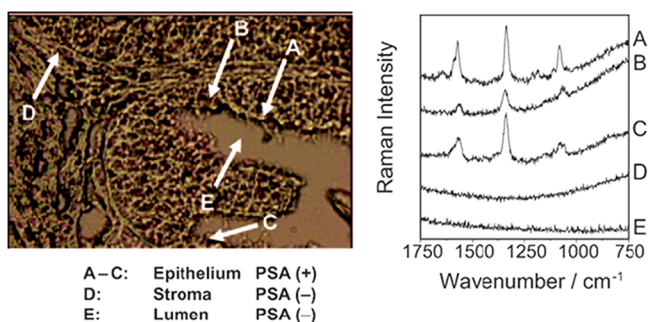 B
A
D
E
C
A–C: Epithelium PSA (+)
D: Stroma PSA (–)
E: Lumen PSA (–)
Raman Intensity
A
B
C
D
E
1750 1500 1250 1000 750
Wavenumber / cm-1